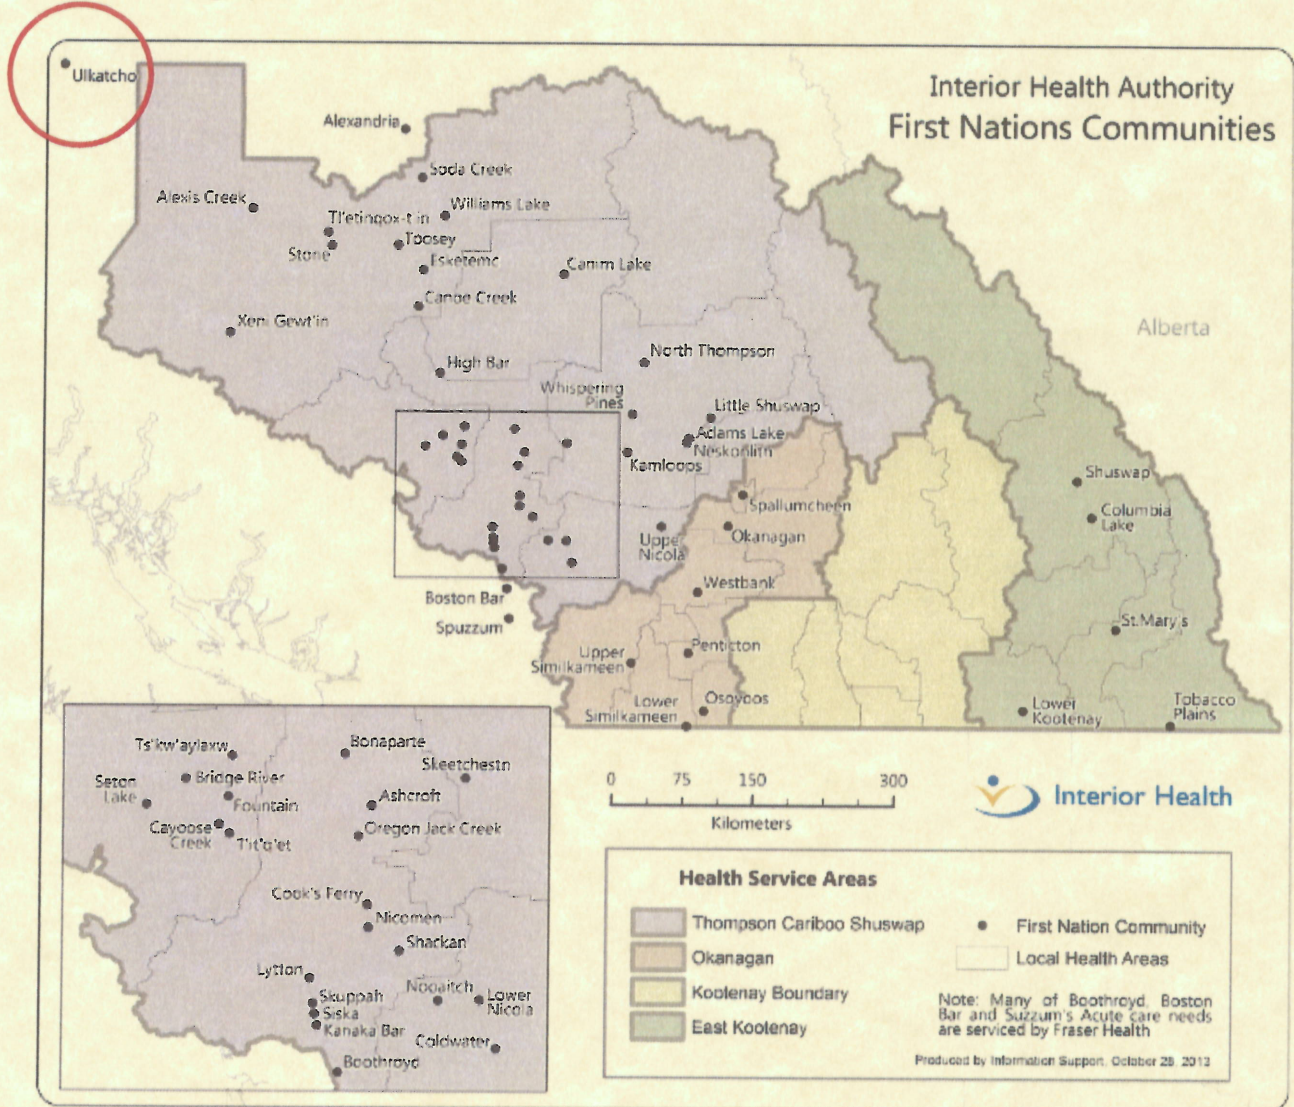 Interior Health Authority
First Nations Communities
Ulkatcho
Alexandria
Soda Creek
Alexis Creek
Williams Lake
Tl'etinqox-t in
Toosey
Stone
Esketemc
Canim Lake
Canoe Creek
Xeni Gewt'in
Alberta
High Bar
North Thompson
Whispering
Pines
Little Shuswap
Adams Lake
Neskonlith
Kamloops
Shuswap
Spallumcheen
Columbia
Lake
Okanagan
Uppe
Nicola
Westbank
Boston Bar
Spuzzum
St.Mary's
Penticton
Upper
Similkameen
Osoyoos
Lower
Similkameen
Lower
Kootenay
Tobacco
Plains
Ts'kw'aylaxw
Bonaparte
Skeetchestn
Seton
Lake
Bridge River
Fountain
Ashcroft
Cayoose
Creek
T'it'q'et
Oregon Jack Creek
Cook's Ferry
Nicomen
Shackan
Lytton
Nooaitch
Lower
Nicola
Skuppah
Siska
Kanaka Bar
Coldwater
Boothroyd
0 75 150 300
Kilometers
Interior Health
Health Service Areas
Thompson Cariboo Shuswap
Okanagan
Kootenay Boundary
East Kootenay
First Nation Community
Local Health Areas
Note: Many of Boothroyd, Boston
Bar and Suzzum's Acute care needs
are serviced by Fraser Health
Produced by Information Support, October 28, 2013